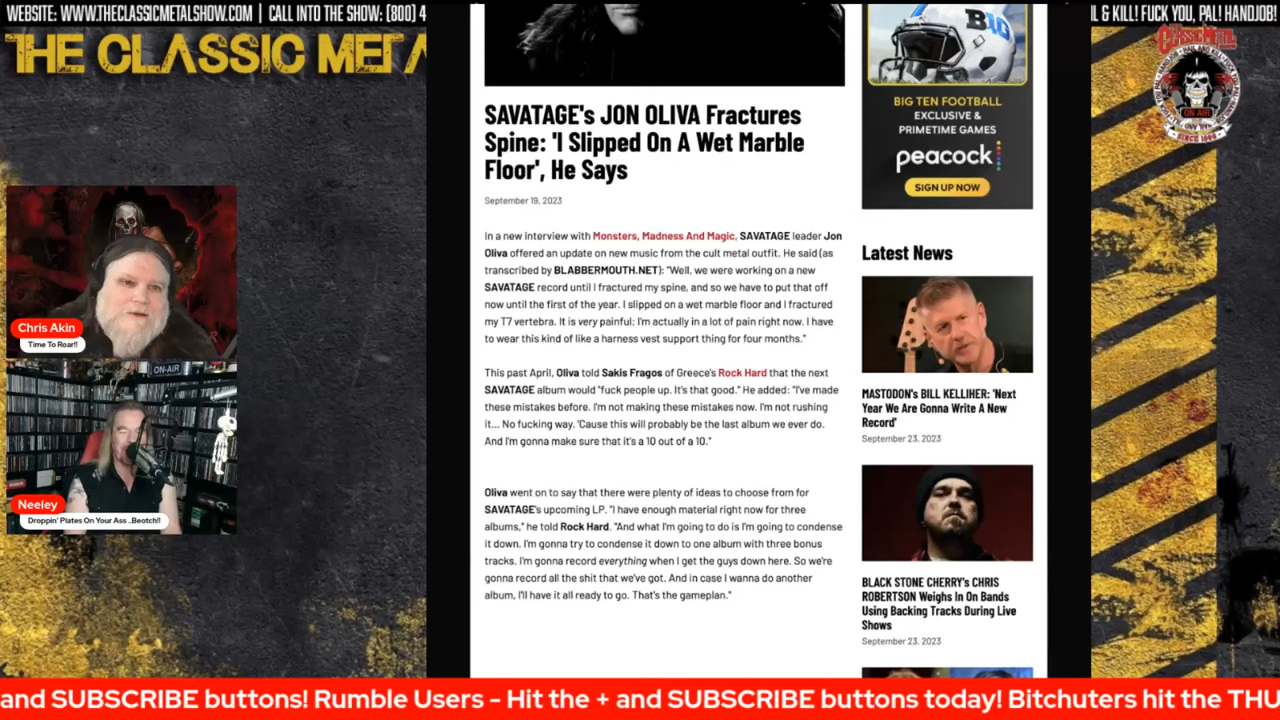 WEBSITE: WWW.THECLASSICMETALSHOW.COM | CALL INTO THE SHOW: (800) 4
IL & KILL! FUCK YOU, PAL! HANDJOB!
THE CLASSIC META
CLASSIC METAL
ON AIR
SINCE 1996
B1G
BIG TEN FOOTBALL
EXCLUSIVE &
PRIMETIME GAMES
peacock
SIGN UP NOW
SAVATAGE's JON OLIVA Fractures
Spine: 'I Slipped On A Wet Marble
Floor', He Says
September 19, 2023
In a new interview with Monsters, Madness And Magic, SAVATAGE leader Jon
Oliva offered an update on new music from the cult metal outfit. He said (as
transcribed by BLABBERMOUTH.NET): "Well, we were working on a new
SAVATAGE record until I fractured my spine, and so we have to put that off
now until the first of the year. I slipped on a wet marble floor and I fractured
my T7 vertebra. It is very painful; I'm actually in a lot of pain right now. I have
to wear this kind of like a harness vest support thing for four months."
This past April, Oliva told Sakis Fragos of Greece's Rock Hard that the next
SAVATAGE album would "fuck people up. It's that good." He added: "I've made
these mistakes before. I'm not making these mistakes now. I'm not rushing
it... No fucking way. 'Cause this will probably be the last album we ever do.
And I'm gonna make sure that it's a 10 out of a 10."
Oliva went on to say that there were plenty of ideas to choose from for
SAVATAGE's upcoming LP. "I have enough material right now for three
albums," he told Rock Hard. "And what I'm going to do is I'm going to condense
it down. I'm gonna try to condense it down to one album with three bonus
tracks. I'm gonna record everything when I get the guys down here. So we're
gonna record all the shit that we've got. And in case I wanna do another
album, I'll have it all ready to go. That's the gameplan."
Latest News
MASTODON's BILL KELLIHER: 'Next
Year We Are Gonna Write A New
Record'
September 23, 2023
BLACK STONE CHERRY's CHRIS
ROBERTSON Weighs In On Bands
Using Backing Tracks During Live
Shows
September 23, 2023
Chris Akin
Time To Roar!!
ON-AIR
Neeley
Droppin' Plates On Your Ass ..Beotch!!
and SUBSCRIBE buttons! Rumble Users - Hit the + and SUBSCRIBE buttons today! Bitchuters hit the THU